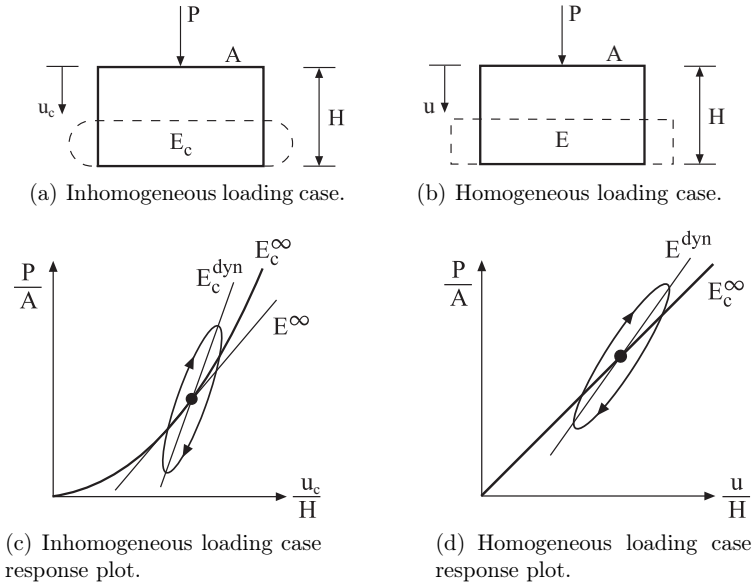 P
A
u_c
E_c
H
(a) Inhomogeneous loading case.
P
A
u
E
H
(b) Homogeneous loading case.
P
A
E_c^dyn
E_c^∞
E^∞
u_c
H
(c) Inhomogeneous loading case
response plot.
P
A
E^dyn
E_c^∞
u
H
(d) Homogeneous loading case
response plot.